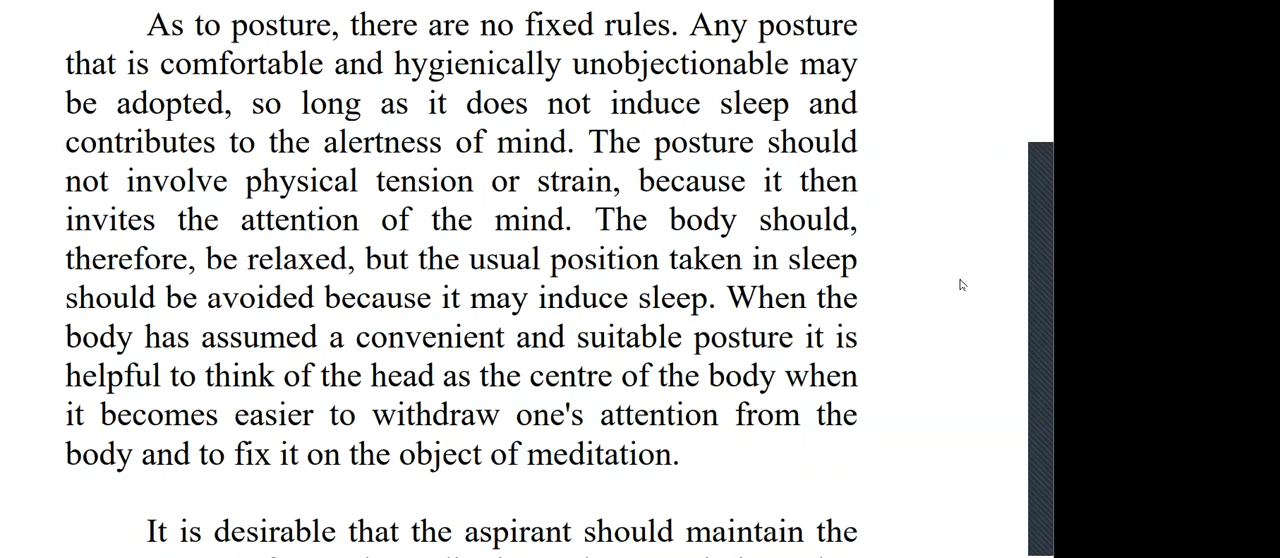 As to posture, there are no fixed rules. Any posture
that is comfortable and hygienically unobjectionable may
be adopted, so long as it does not induce sleep and
contributes to the alertness of mind. The posture should
not involve physical tension or strain, because it then
invites the attention of the mind. The body should,
therefore, be relaxed, but the usual position taken in sleep
should be avoided because it may induce sleep. When the
body has assumed a convenient and suitable posture it is
helpful to think of the head as the centre of the body when
it becomes easier to withdraw one's attention from the
body and to fix it on the object of meditation.
It is desirable that the aspirant should maintain the